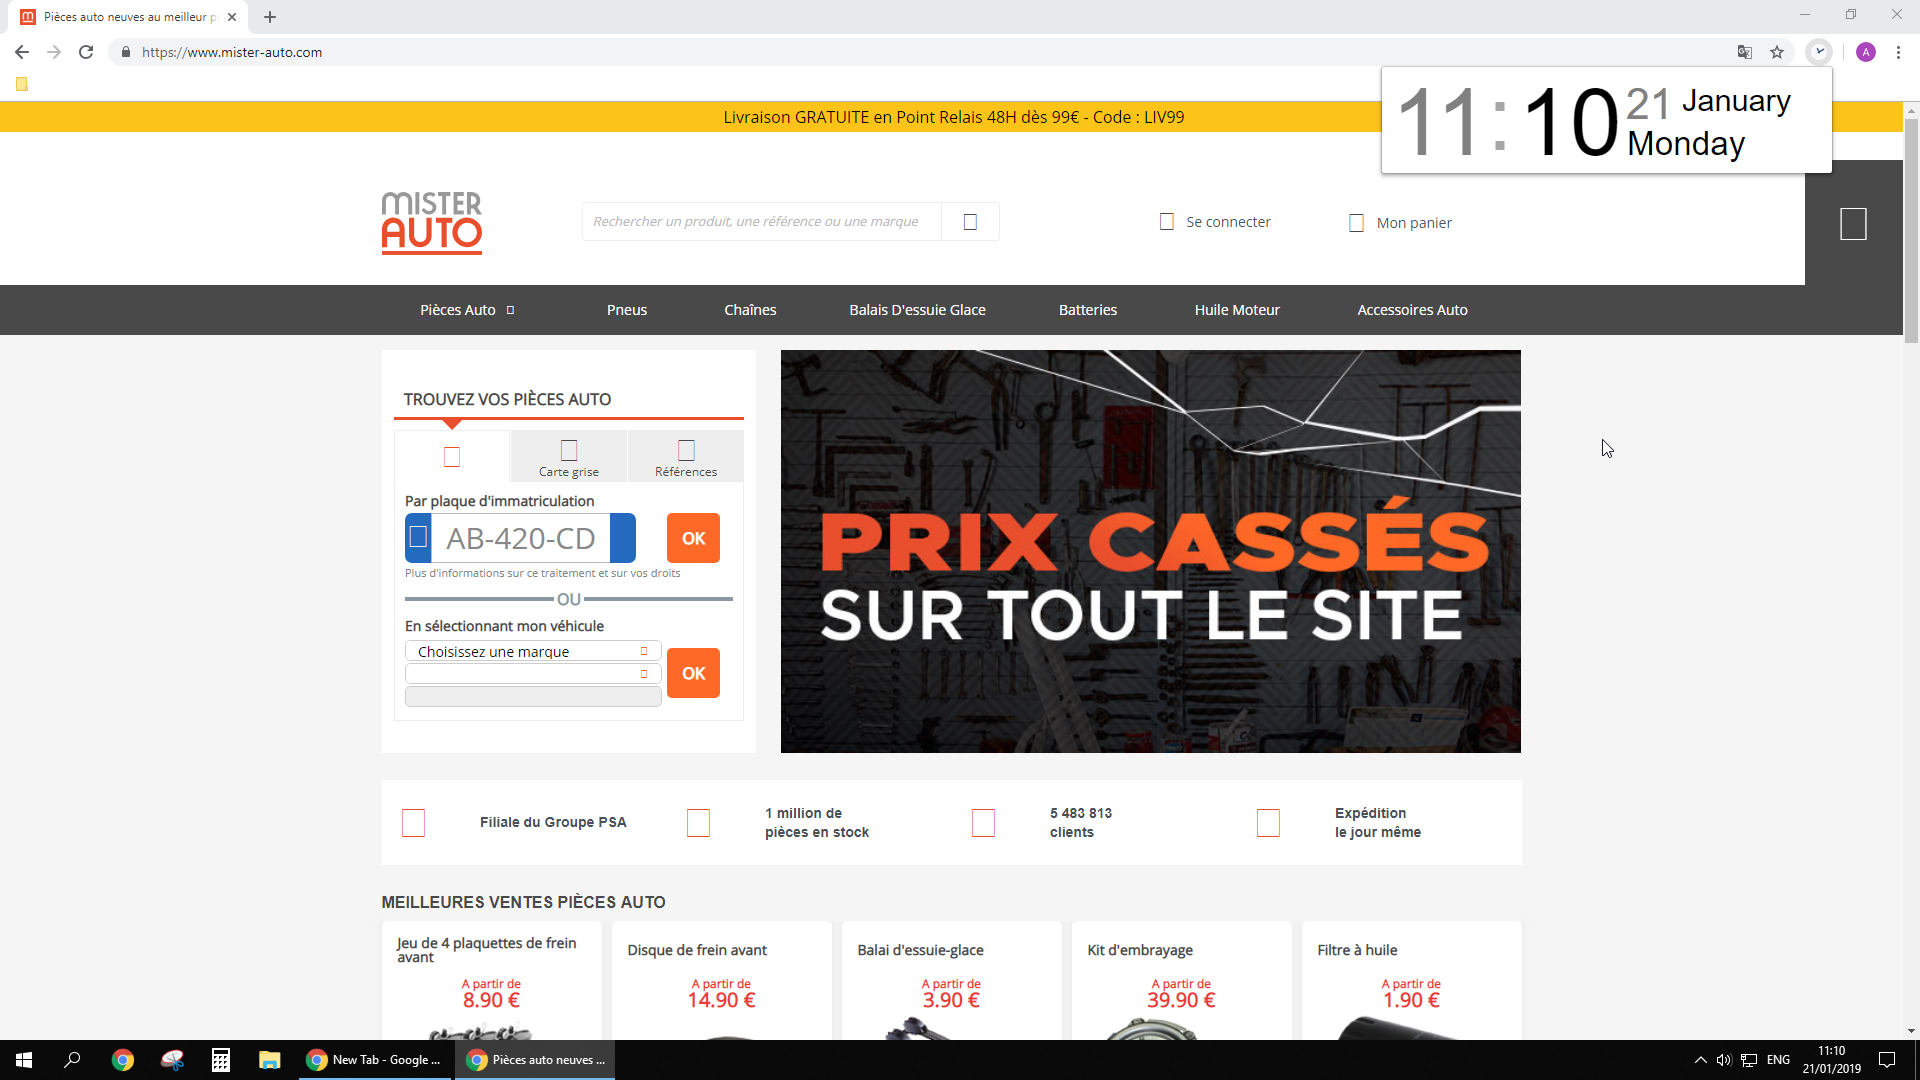 Pièces auto neuves au meilleur p
https://www.mister-auto.com
A
11:10
21 January
Monday
Livraison GRATUITE en Point Relais 48H dès 99€ - Code : LIV99
MISTER
AUTO
Rechercher un produit, une référence ou une marque
Se connecter
Mon panier
Pièces Auto
Pneus
Chaînes
Balais D'essuie Glace
Batteries
Huile Moteur
Accessoires Auto
TROUVEZ VOS PIÈCES AUTO
Carte grise
Références
Par plaque d'immatriculation
AB-420-CD
OK
Plus d'informations sur ce traitement et sur vos droits
OU
En sélectionnant mon véhicule
Choisissez une marque
OK
PRIX CASSÉS
SUR TOUT LE SITE
Filiale du Groupe PSA
1 million de
pièces en stock
5 483 813
clients
Expédition
le jour même
MEILLEURES VENTES PIÈCES AUTO
Jeu de 4 plaquettes de frein
avant
A partir de
8.90 €
Disque de frein avant
A partir de
14.90 €
Balai d'essuie-glace
A partir de
3.90 €
Kit d'embrayage
A partir de
39.90 €
Filtre à huile
A partir de
1.90 €
New Tab - Google ...
Pièces auto neuves ...
ENG
11:10
21/01/2019